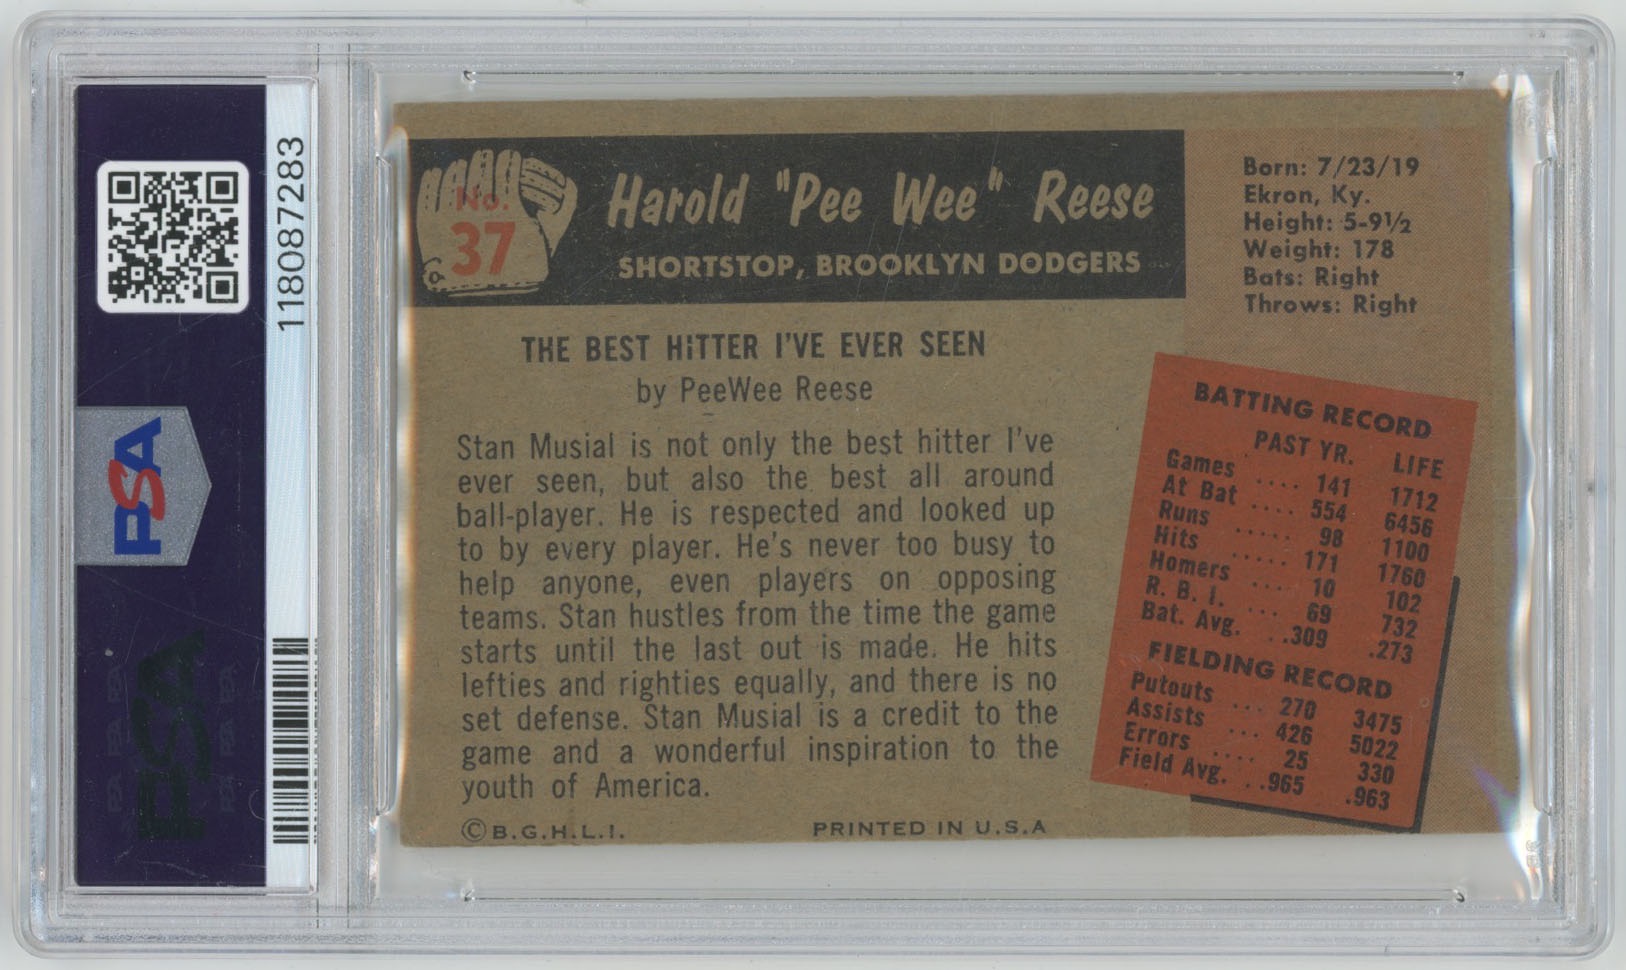 118087283
PSA
PSA
No.
37
Harold "Pee Wee" Reese
SHORTSTOP, BROOKLYN DODGERS
Born: 7/23/19
Ekron, Ky.
Height: 5-9½
Weight: 178
Bats: Right
Throws: Right
THE BEST HiTTER I'VE EVER SEEN
by PeeWee Reese
Stan Musial is not only the best hitter I've
ever seen, but also the best all around
ball-player. He is respected and looked up
to by every player. He's never too busy to
help anyone, even players on opposing
teams. Stan hustles from the time the game
starts until the last out is made. He hits
lefties and righties equally, and there is no
set defense. Stan Musial is a credit to the
game and a wonderful inspiration to the
youth of America.
© B.G.H.L.I.
PRINTED IN U.S.A
BATTING RECORD
PAST YR. LIFE
Games .... 141 1712
At Bat .... 554 6456
Runs ..... 98 1100
Hits ..... 171 1760
Homers .... 10 102
R. B. I. ... 69 732
Bat. Avg. ..309 .273
FIELDING RECORD
Putouts ... 270 3475
Assists ... 426 5022
Errors .... 25 330
Field Avg. ..965 .963